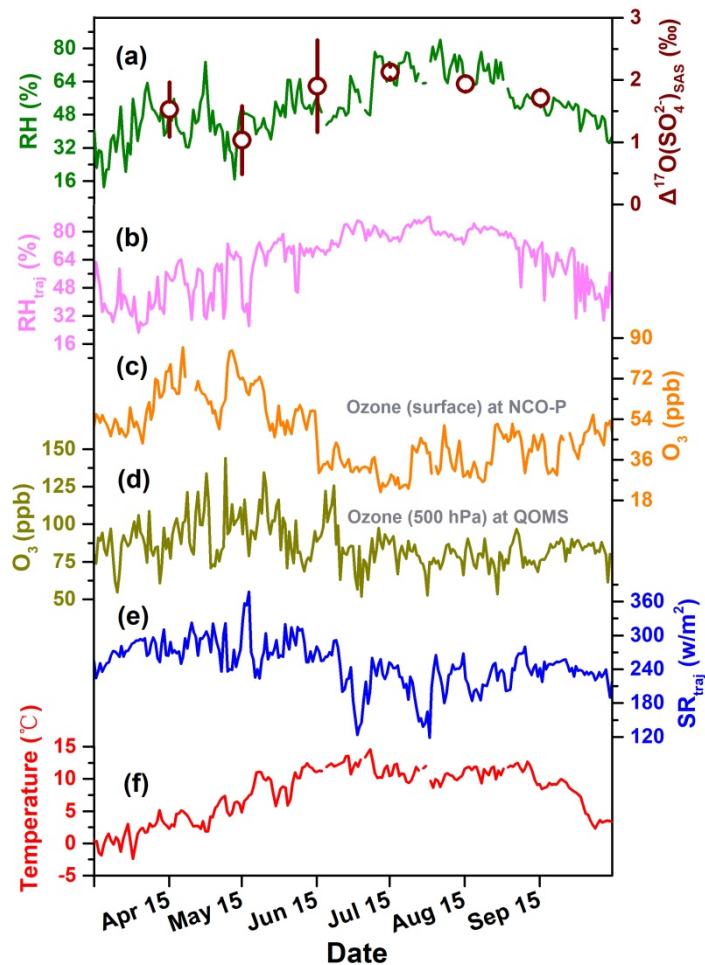 (a)
RH (%)
80
64
48
32
16
3
2
1
0
Δ¹⁷O(SO₄²⁻)SAS (‰)
(b)
RHtraj (%)
80
64
48
32
16
(c)
90
72
54
36
18
O₃ (ppb)
Ozone (surface) at NCO-P
(d)
O₃ (ppb)
150
125
100
75
50
Ozone (500 hPa) at QOMS
(e)
360
300
240
180
120
SRtraj (w/m²)
(f)
Temperature (℃)
15
10
5
0
-5
Apr 15
May 15
Jun 15
Jul 15
Aug 15
Sep 15
Date